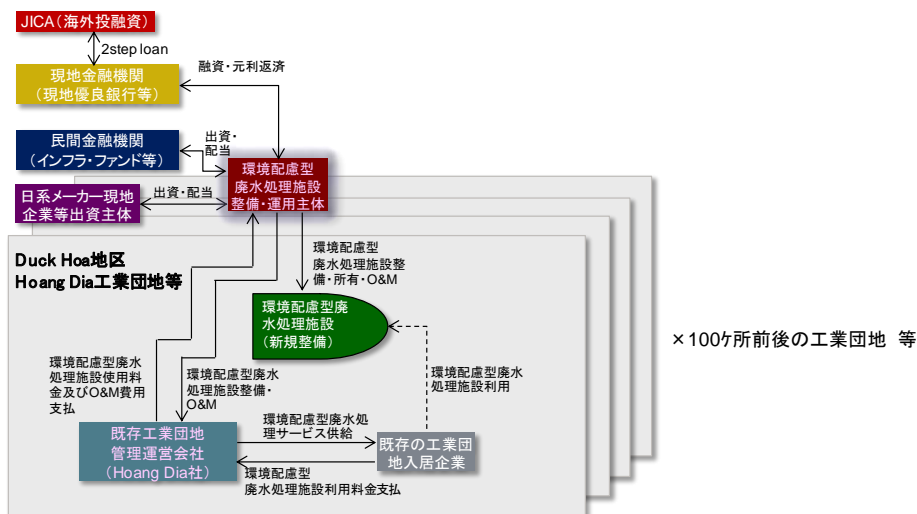 JICA(海外投融資)
2step loan
現地金融機関
(現地優良銀行等)
融資・元利返済
民間金融機関
(インフラ・ファンド等)
出資・
配当
環境配慮型
廃水処理施設
整備・運用主体
日系メーカー現地
企業等出資主体
出資・配当
Duck Hoa地区
Hoang Dia工業団地等
環境配慮型
廃水処理施設整
備・所有・O&M
環境配慮型廃
水処理施設
(新規整備)
×100ケ所前後の工業団地 等
環境配慮型廃水
処理施設使用料
金及びO&M費用
支払
環境配慮型廃水
処理施設整備・
O&M
環境配慮型廃水
処理施設利用
既存工業団地
管理運営会社
(Hoang Dia社)
環境配慮型廃水処
理サービス供給
既存の工業団
地入居企業
環境配慮型
廃水処理施設利用料金支払